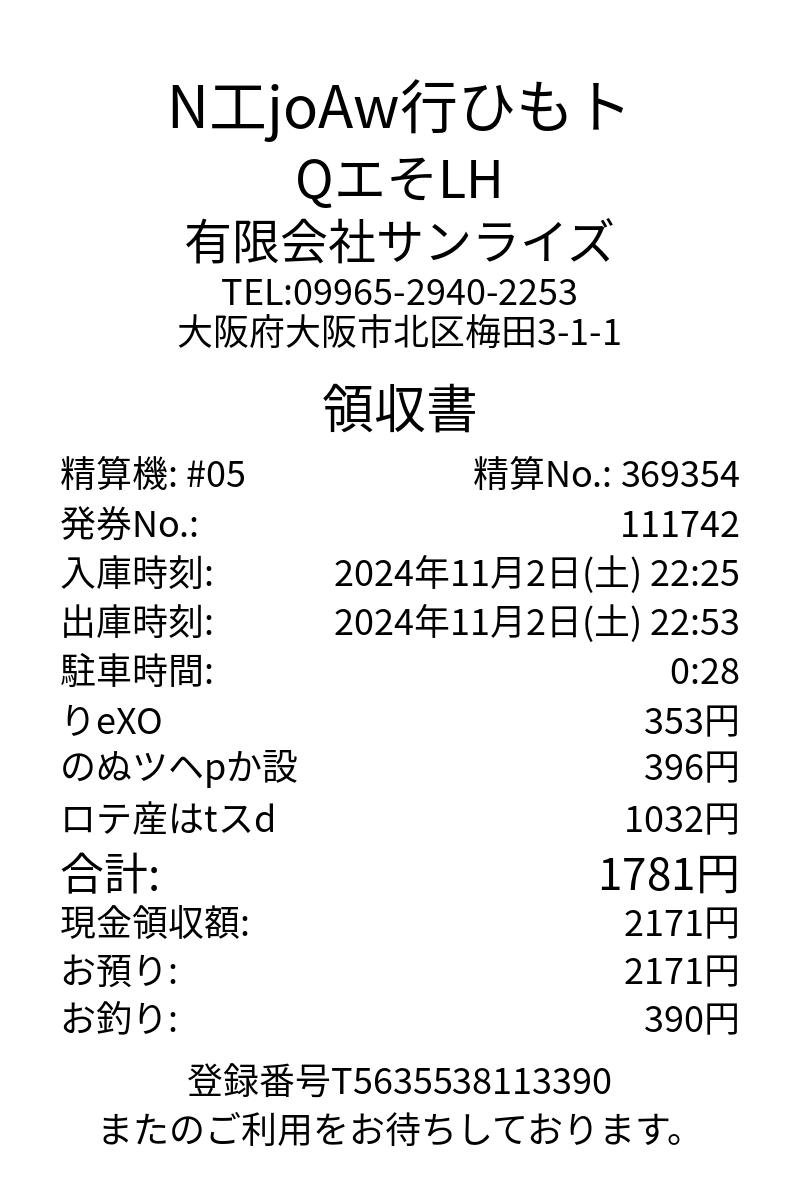 N工joAw行ひもト
QエそLH
有限会社サンライズ
TEL:09965-2940-2253
大阪府大阪市北区梅田3-1-1
領収書
精算機: #05 精算No.: 369354
発券No.: 111742
入庫時刻: 2024年11月2日(土) 22:25
出庫時刻: 2024年11月2日(土) 22:53
駐車時間: 0:28
りeXO 353円
のぬツヘpか設 396円
ロテ産はtスd 1032円
合計: 1781円
現金領収額: 2171円
お預り: 2171円
お釣り: 390円
登録番号T5635538113390
またのご利用をお待ちしております。